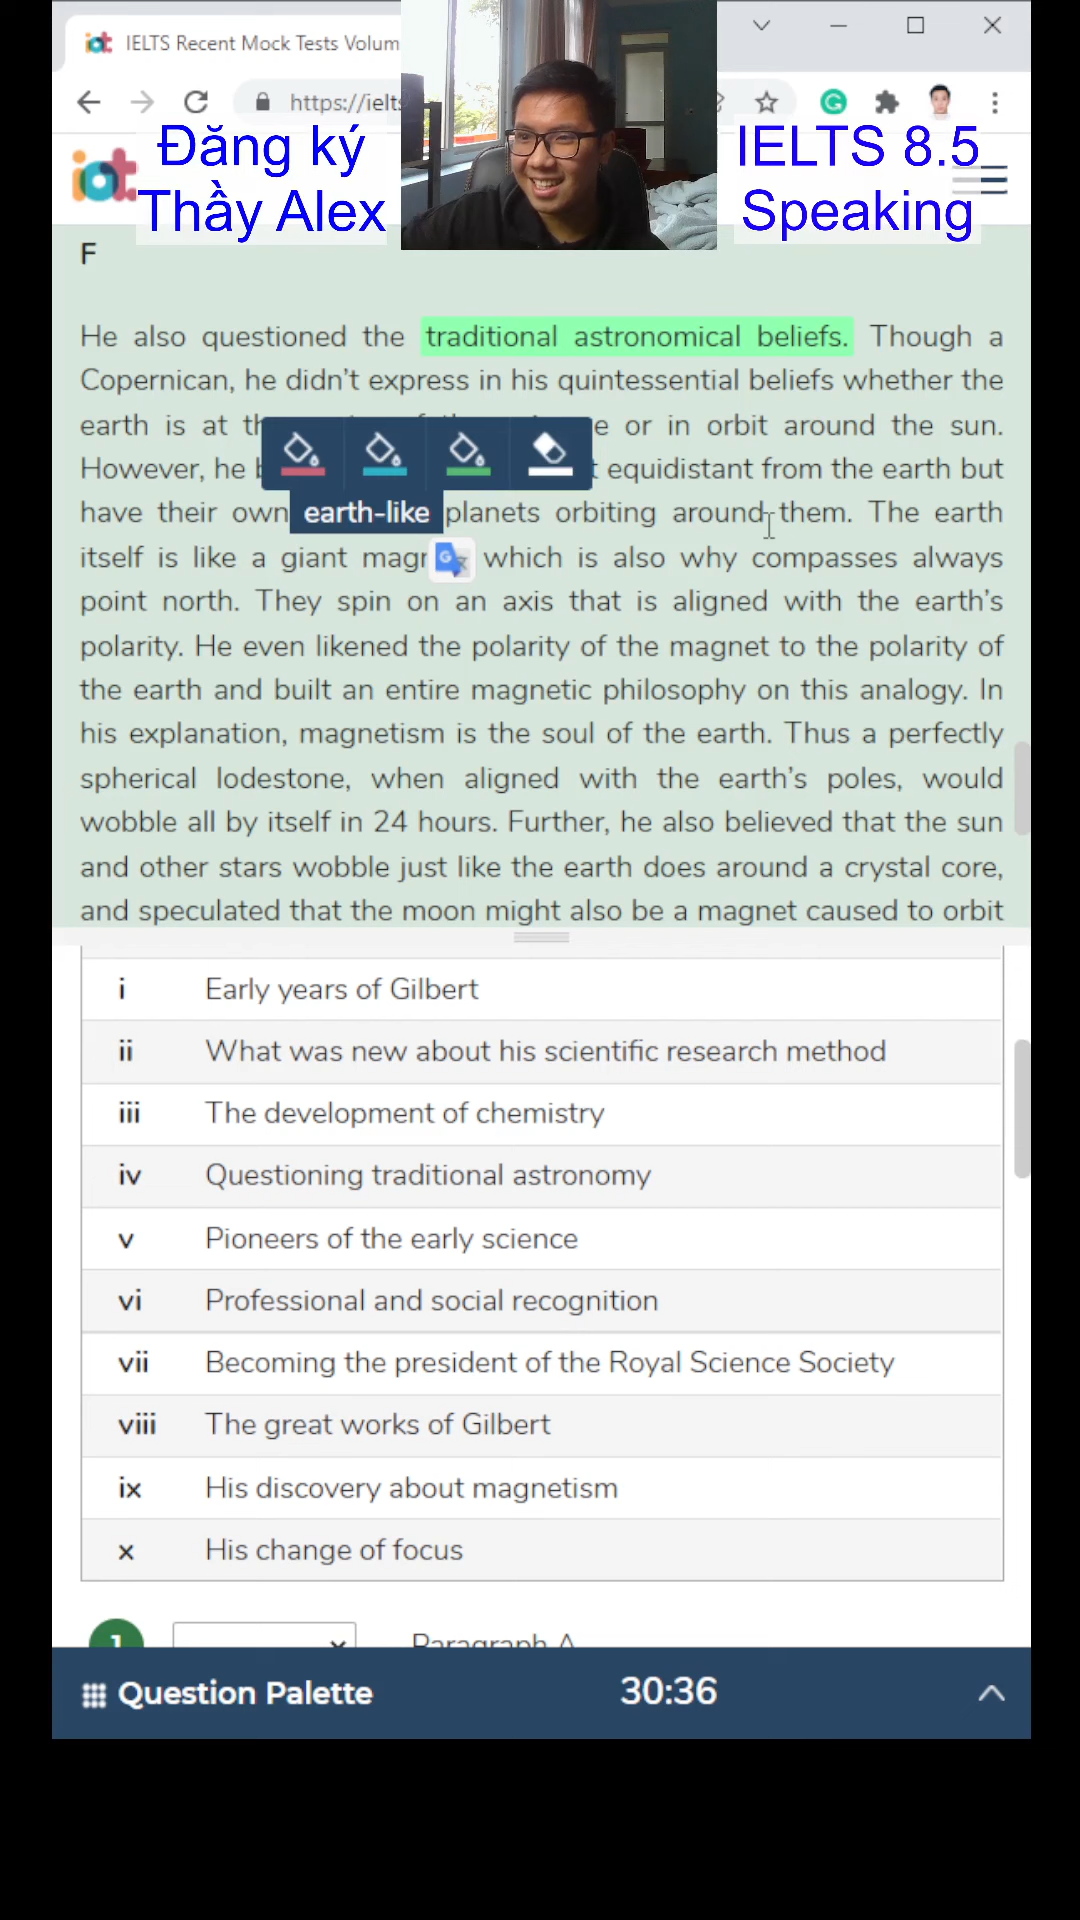 IELTS Recent Mock Tests Volum
https://ielts
Đăng ký
Thầy Alex
IELTS 8.5
Speaking
iot
F
He also questioned the traditional astronomical beliefs. Though a
Copernican, he didn't express in his quintessential beliefs whether the
earth is at e or in orbit around the sun.
However, he equidistant from the earth but
have their own earth-like planets orbiting around them. The earth
itself is like a giant magn which is also why compasses always
point north. They spin on an axis that is aligned with the earth's
polarity. He even likened the polarity of the magnet to the polarity of
the earth and built an entire magnetic philosophy on this analogy. In
his explanation, magnetism is the soul of the earth. Thus a perfectly
spherical lodestone, when aligned with the earth's poles, would
wobble all by itself in 24 hours. Further, he also believed that the sun
and other stars wobble just like the earth does around a crystal core,
and speculated that the moon might also be a magnet caused to orbit
i Early years of Gilbert
ii What was new about his scientific research method
iii The development of chemistry
iv Questioning traditional astronomy
v Pioneers of the early science
vi Professional and social recognition
vii Becoming the president of the Royal Science Society
viii The great works of Gilbert
ix His discovery about magnetism
x His change of focus
1 Paragraph A
Question Palette 30:36